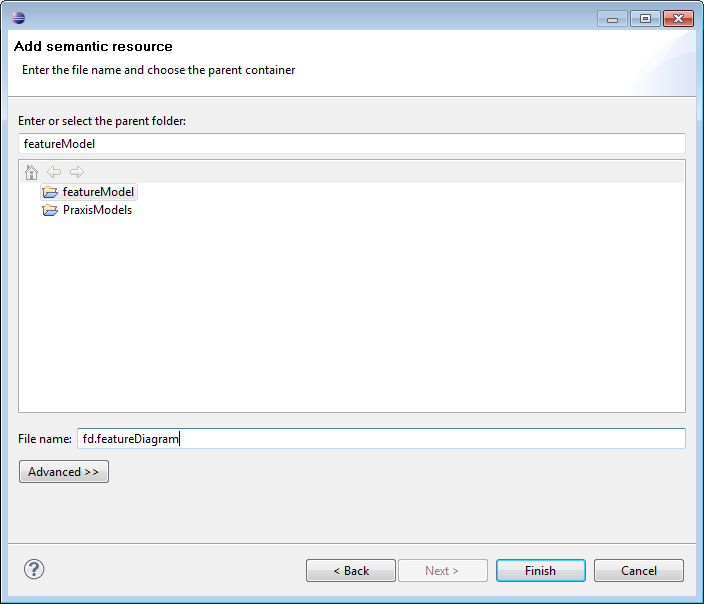 Add semantic resource
Enter the file name and choose the parent container
Enter or select the parent folder:
featureModel
featureModel
PraxisModels
File name: fd.featureDiagram
Advanced >>
< Back Next > Finish Cancel